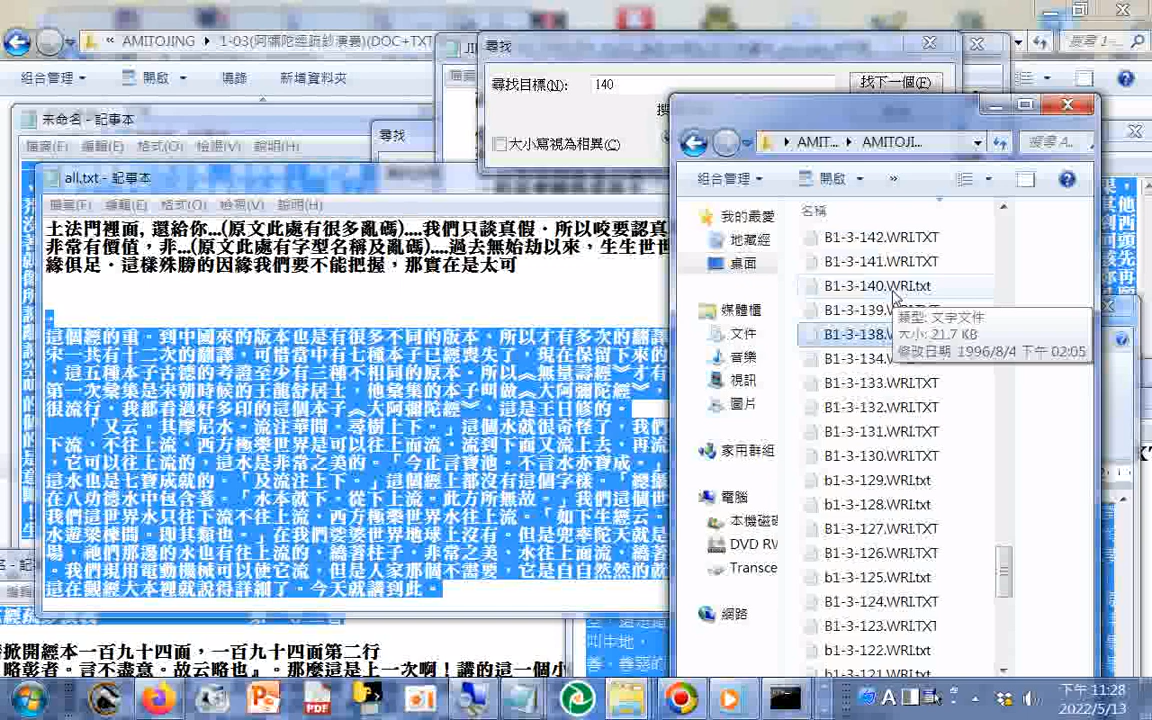 AMITOJING
1-03(阿彌陀經疏鈔演義)(DOC+TXT
組合管理
開啟
燒錄
新增資料夾
未命名 - 記事本
檔案(F) 編輯(E) 格式(O) 檢視(V) 說明(H)
尋找
尋找
尋找目標(N): 140
找下一個(F)
大小寫視為相異(C)
all.txt - 記事本
檔案(F) 編輯(E) 格式(O) 檢視(V) 說明(H)
土法門裡面, 還給你...(原文此處有很多亂碼)....我們只談真假．所以咬要認真
非常有價值，非...(原文此處有字型名稱及亂碼)....過去無始劫以來，生生世世
緣俱足．這樣殊勝的因緣我們要不能把握，那實在是太可
這個經的重。到中國來的版本也是有很多不同的版本、所以才有多次的翻譯
宋一共有十二次的翻譯，可惜當中有七種本子已經喪失了，現在保留下來的
、這五種本子古德的考證至少有三種不相同的原本。所以︽無量壽經︾才有
第一次彙集是宋朝時候的王龍舒居士，他彙集的本子叫做︽大阿彌陀經︾，
很流行。我都看過好多印的這個本子︽大阿彌陀經︾、這是王日修的。
「又云。其摩尼水。流注華間。尋樹上下。」這個水就很奇怪了，我們
下流、不往上流。西方極樂世界是可以往上面流，流到下面又流上去、再流
，它可以往上流的，這水是非常之美的。「今止言寶池。不言水亦寶成。」
這水也是七寶成就的。「及流注上下。」這個經上都沒有這個字樣。「總攝
在八功德水中包含著。「水本就下。從下上流。此方所無故。」我們這個世
我們這世界水只往下流不往上流。西方極樂世界水往上流。「如下生經云。
水遊梁棟間。即其類也。」在我們娑婆世界地球上沒有。但是兜率陀天就是
場，祂們那邊的水也有往上流的，繞著柱子。非常之美、水往上面流，繞著
。我們現用電動機械可以使它流，但是人家那個不需要，它是自自然然的就
這在觀經大本裡就說得詳細了。今天就講到此。
掀開經本一百九十四面，一百九十四面第二行
略彰者。言不盡意。故云略也』。那麼這是上一次啊！講的這一個小
AMIT...
AMITOJI...
組合管理
開啟
我的最愛
地藏經
桌面
媒體櫃
文件
音樂
視訊
圖片
家用群組
電腦
本機磁碟
DVD RV
Transce
網路
名稱
B1-3-142.WRI.TXT
B1-3-141.WRI.TXT
B1-3-140.WRI.txt
B1-3-139.
B1-3-138.
B1-3-134.
B1-3-133.WRI.TXT
B1-3-132.WRI.TXT
B1-3-131.WRI.TXT
B1-3-130.WRI.TXT
b1-3-129.WRI.txt
b1-3-128.WRI.txt
B1-3-127.WRI.TXT
B1-3-126.WRI.TXT
b1-3-125.WRI.txt
B1-3-124.WRI.TXT
B1-3-123.WRI.TXT
b1-3-122.WRI.txt
b1-3-121.WRI.txt
類型: 文字文件
大小: 21.7 KB
修改日期: 1996/8/4 下午 02:05
下午 11:28
2022/5/13